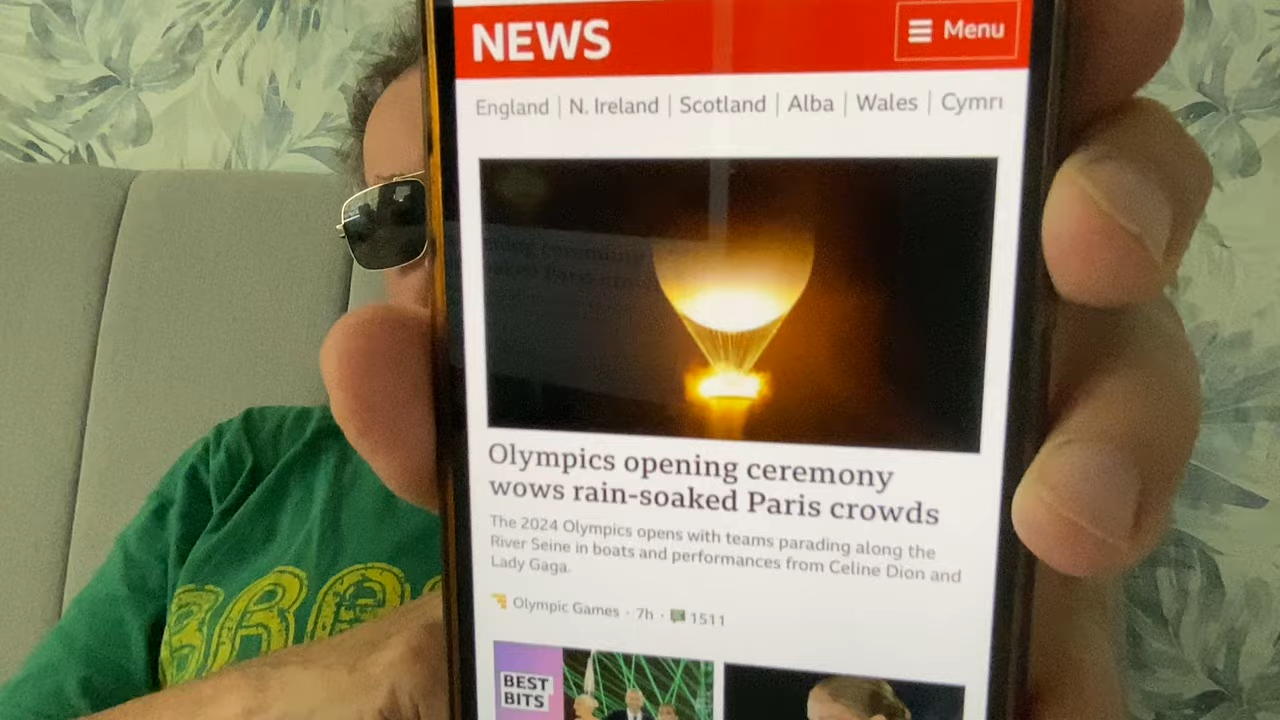 NEWS
Menu
England | N. Ireland | Scotland | Alba | Wales |
Olympics opening ceremony
wows rain-soaked Paris crowds
The 2024 Olympics opens with teams parading along the
River Seine in boats and performances from Celine Dion and
Lady Gaga.
Olympic Games · 7h · 1511
BEST
BITS